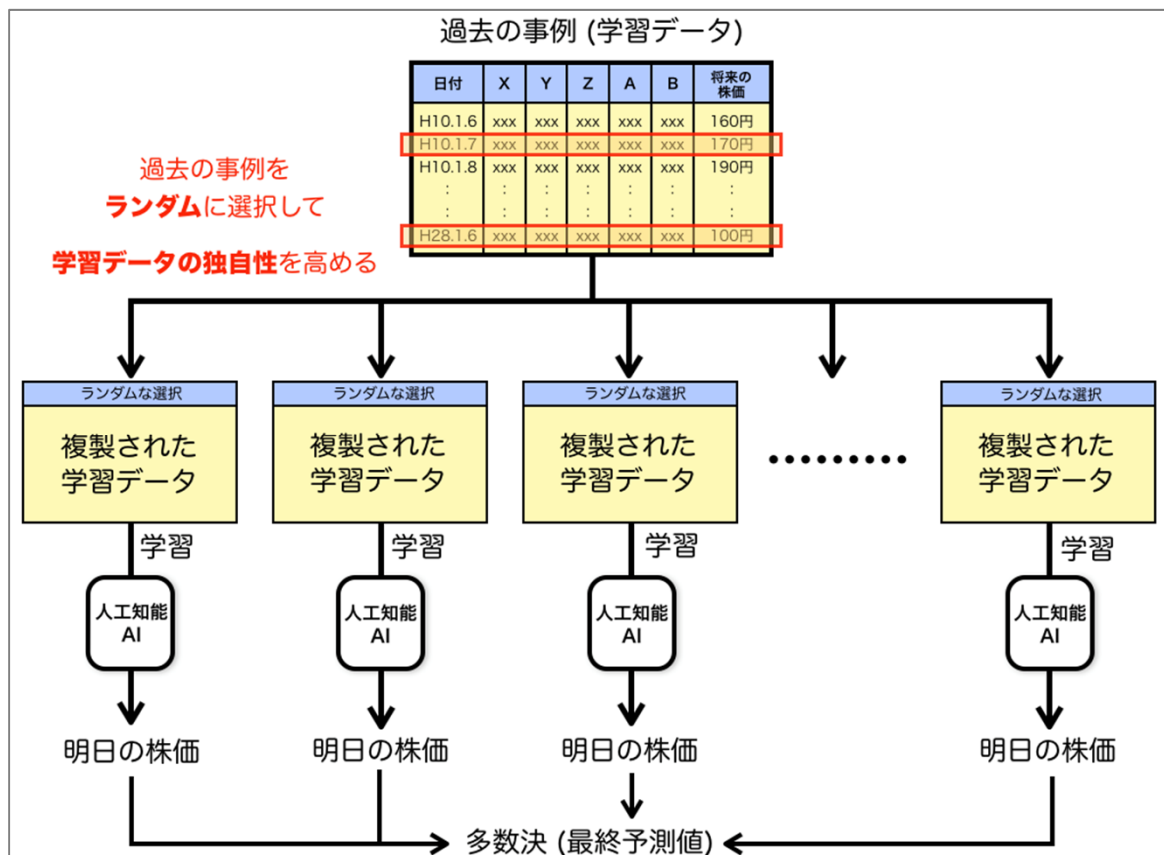 過去の事例 (学習データ)
日付 X Y Z A B 将来の株価
H10.1.6 xxx xxx xxx xxx xxx 160円
H10.1.7 xxx xxx xxx xxx xxx 170円
H10.1.8 xxx xxx xxx xxx xxx 190円
: : : : : : :
: : : : : : :
H28.1.6 xxx xxx xxx xxx xxx 100円
過去の事例を
ランダムに選択して
学習データの独自性を高める
ランダムな選択 ランダムな選択 ランダムな選択 ランダムな選択
複製された 複製された 複製された 複製された
学習データ 学習データ 学習データ ・・・・・・・・・ 学習データ
学習 学習 学習 学習
人工知能 人工知能 人工知能 人工知能
AI AI AI AI
明日の株価 明日の株価 明日の株価 明日の株価
多数決 (最終予測値)